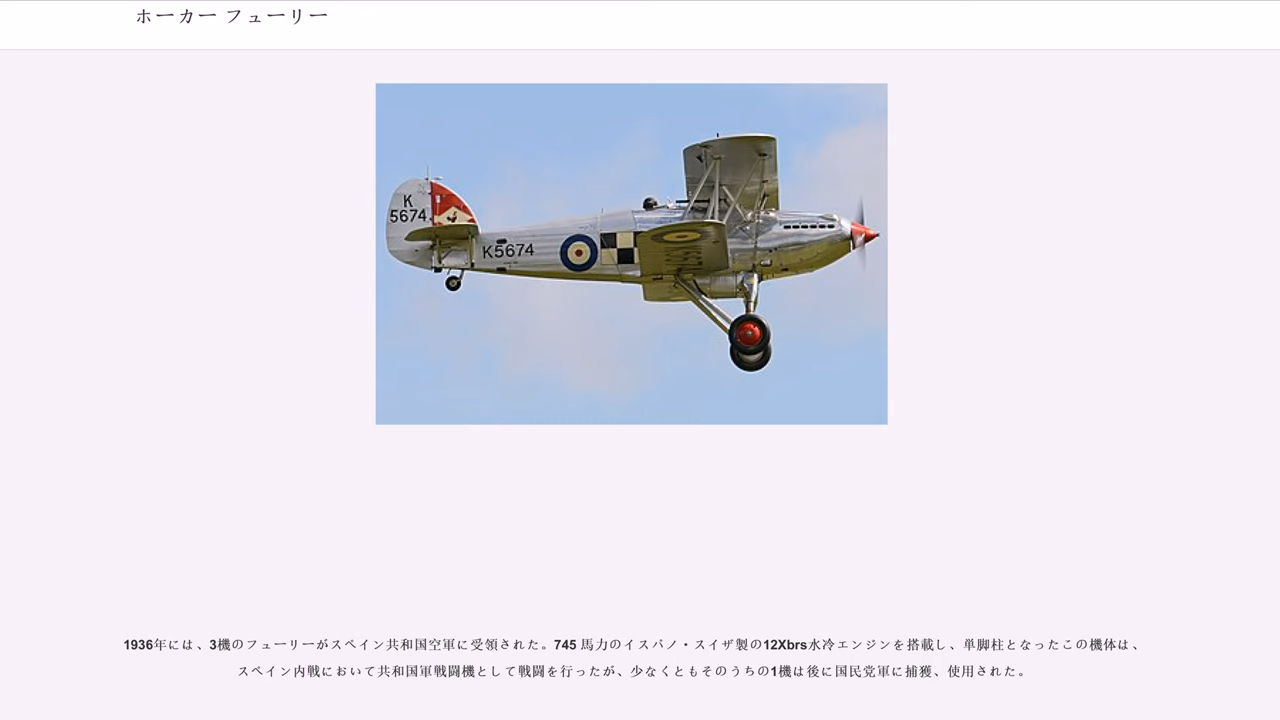 ホーカー フューリー
K
5674
K5674
1936年には、3機のフューリーがスペイン共和国空軍に受領された。745 馬力のイスパノ・スイザ製の12Xbrs水冷エンジンを搭載し、単脚柱となったこの機体は、
スペイン内戦において共和国軍戦闘機として戦闘を行ったが、少なくともそのうちの1機は後に国民党軍に捕獲、使用された。